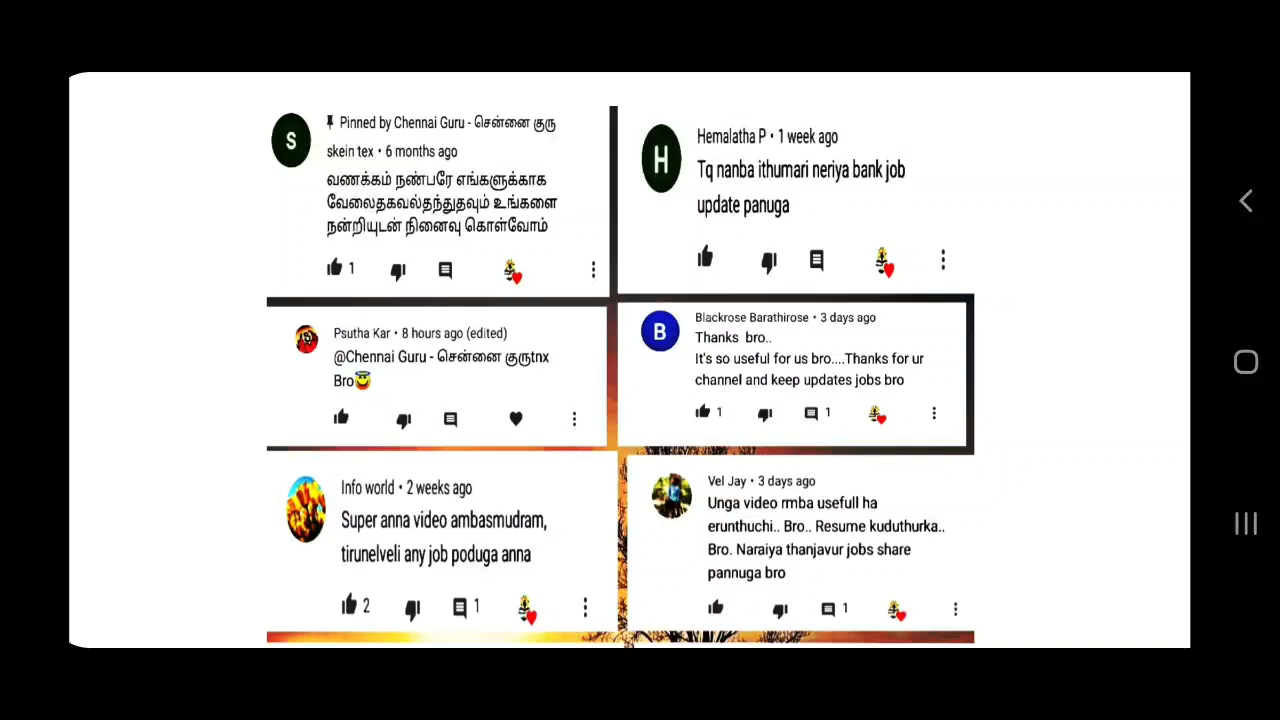 S
Pinned by Chennai Guru - சென்னை குரு
skein tex • 6 months ago
வணக்கம் நண்பரே எங்களுக்காக
வேலைதகவல்தந்துதவும் உங்களை
நன்றியுடன் நினைவு கொள்வோம்
1
H
Hemalatha P • 1 week ago
Tq nanba ithumari neriya bank job
update panuga
Psutha Kar • 8 hours ago (edited)
@Chennai Guru - சென்னை குருtnx
Bro😇
B
Blackrose Barathirose • 3 days ago
Thanks bro..
It's so useful for us bro....Thanks for ur
channel and keep updates jobs bro
1 1
Info world • 2 weeks ago
Super anna video ambasmudram,
tirunelveli any job poduga anna
2 1
Vel Jay • 3 days ago
Unga video rmba usefull ha
erunthuchi.. Bro.. Resume kuduthurka..
Bro. Naraiya thanjavur jobs share
pannuga bro
1